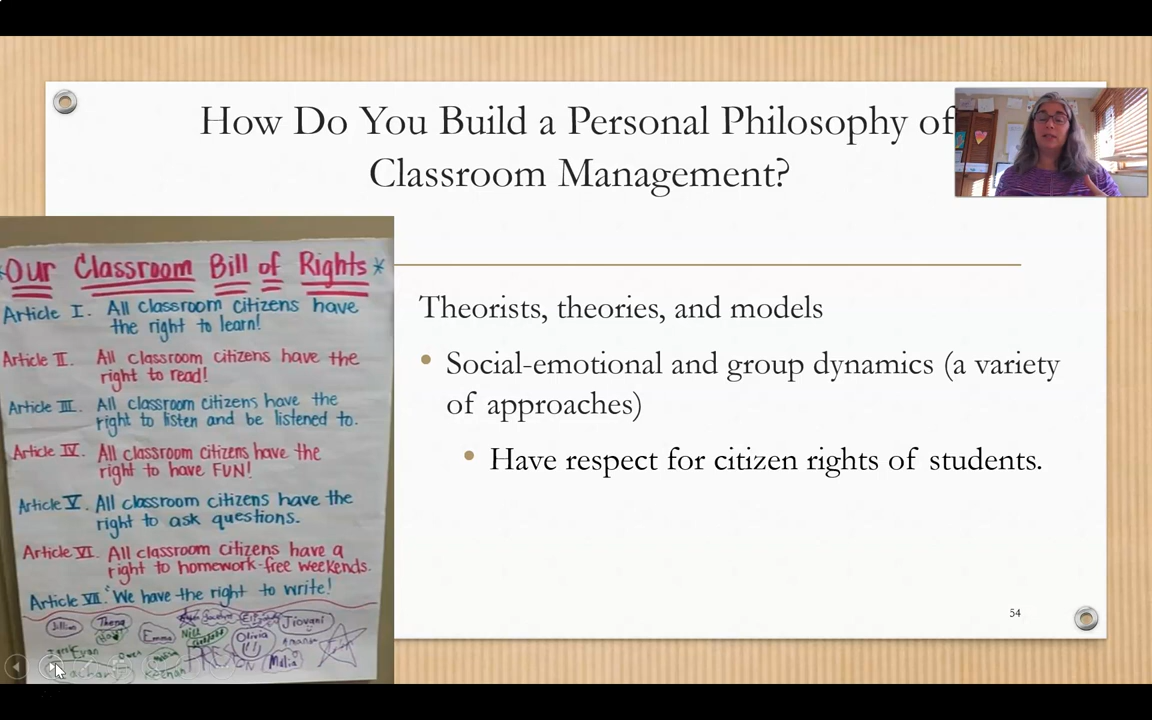 How Do You Build a Personal Philosophy of
Classroom Management?
Our Classroom Bill of Rights
Article I. All classroom citizens have
the right to learn!
Article II. All classroom citizens have the
right to read!
Article III. All classroom citizens have the
right to listen and be listened to.
Article IV. All classroom citizens have the
right to have FUN!
Article V. All classroom citizens have the
right to ask questions.
Article VI. All classroom citizens have a
right to homework-free weekends.
Article VII. We have the right to write!
Jillian
Emma
Olivia
Jiovani
Evan
Owen
PRESTON
Malia
Keenan
Theorists, theories, and models
Social-emotional and group dynamics (a variety
of approaches)
Have respect for citizen rights of students.
54